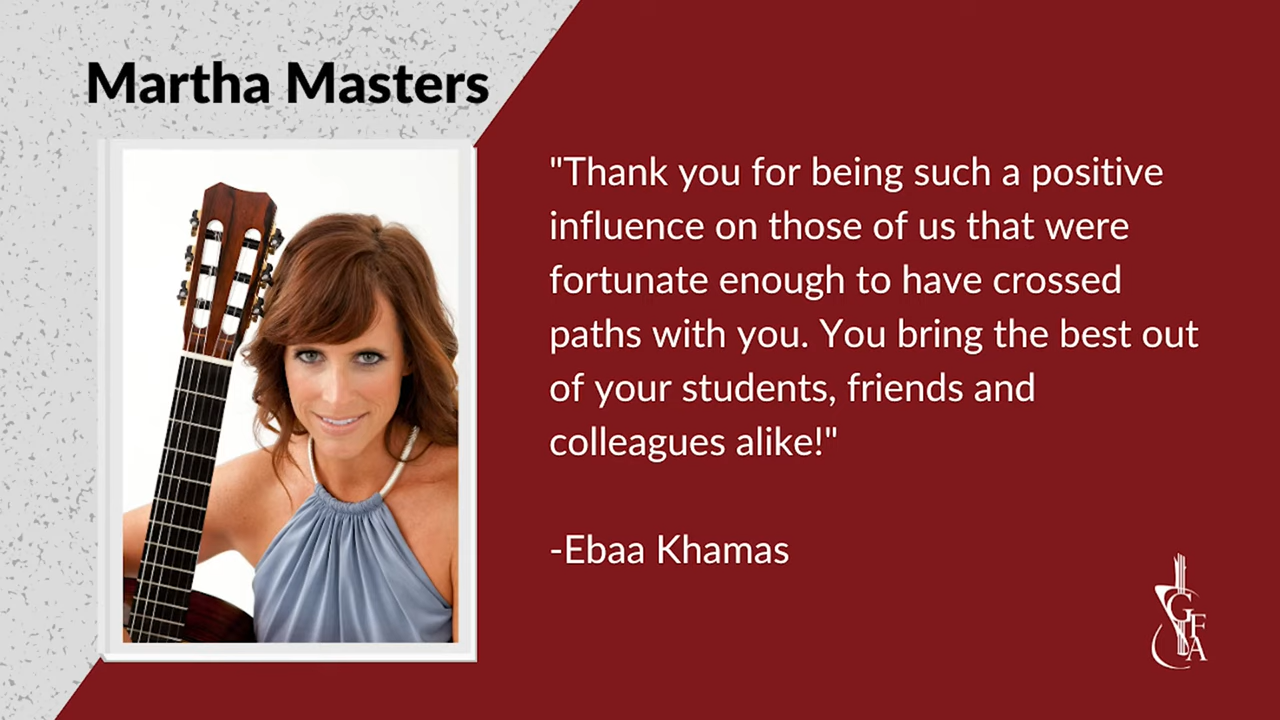 Martha Masters
"Thank you for being such a positive
influence on those of us that were
fortunate enough to have crossed
paths with you. You bring the best out
of your students, friends and
colleagues alike!"
-Ebaa Khamas
GFA